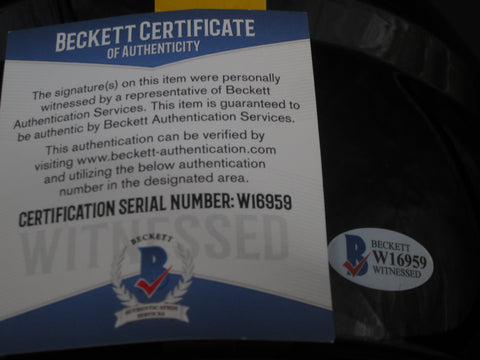 BECKETT CERTIFICATE
OF AUTHENTICITY
The signature(s) on this item were personally
witnessed by a representative of Beckett
Authentication Services. This item is guaranteed to
be authentic by Beckett Authentication Services.
This authentication can be verified by
visiting www.beckett-authentication.com
and utilizing the below authentication
number in the designated area.
CERTIFICATION SERIAL NUMBER: W16959
WITNESSED
BECKETT
B
AUTHENTICATION
SERVICES
B
BECKETT
W16959
WITNESSED